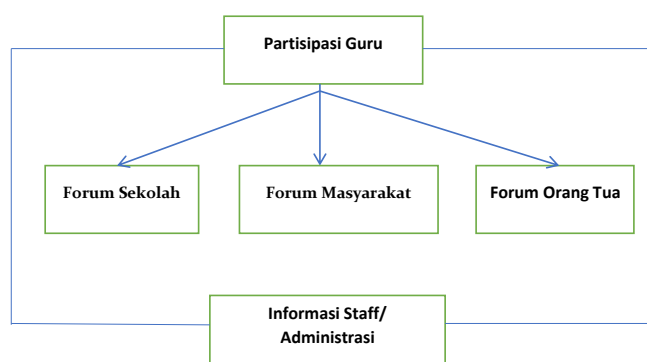 Partisipasi Guru
Forum Sekolah
Forum Masyarakat
Forum Orang Tua
Informasi Staff/
Administrasi